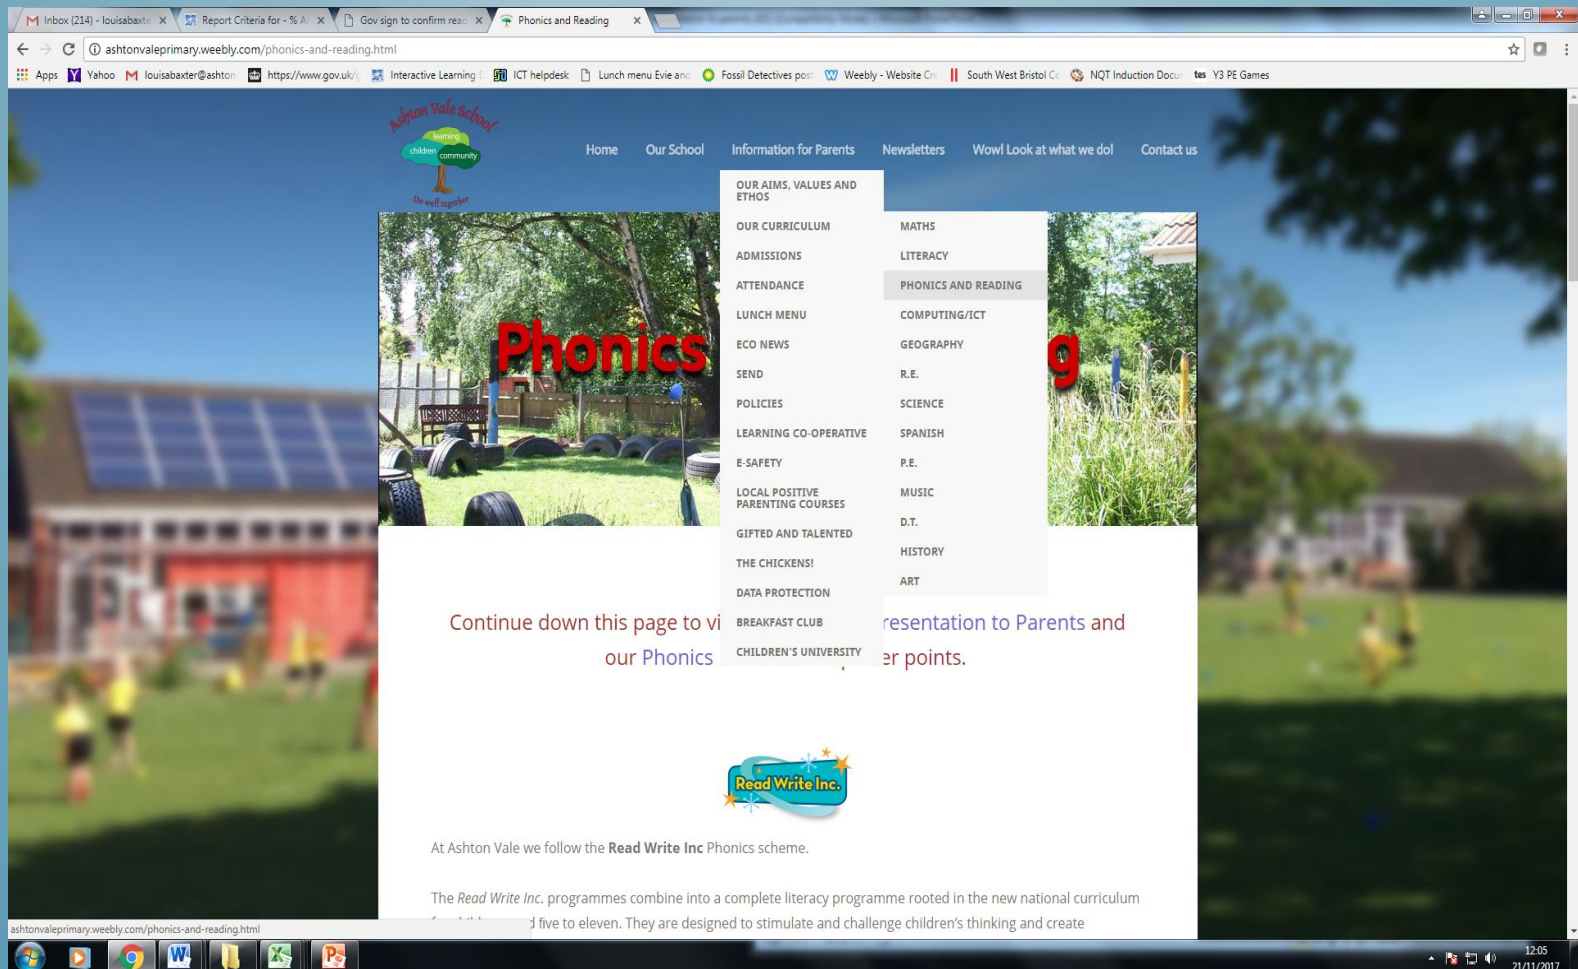 M Inbox (214) - louisabaxte
Report Criteria for - % A
Gov sign to confirm read
Phonics and Reading
ashtonvaleprimary.weebly.com/phonics-and-reading.html
Apps Yahoo louisabaxter@ashton https://www.gov.uk/ Interactive Learning ICT helpdesk Lunch menu Evie and Fossil Detectives post Weebly - Website Cre South West Bristol Co NQT Induction Docu tes Y3 PE Games
Ashton Vale School
learning
children community
Do well together
Home Our School Information for Parents Newsletters Wow! Look at what we do! Contact us
OUR AIMS, VALUES AND
ETHOS
OUR CURRICULUM
ADMISSIONS
ATTENDANCE
LUNCH MENU
ECO NEWS
SEND
POLICIES
LEARNING CO-OPERATIVE
E-SAFETY
LOCAL POSITIVE
PARENTING COURSES
GIFTED AND TALENTED
THE CHICKENS!
DATA PROTECTION
BREAKFAST CLUB
CHILDREN'S UNIVERSITY
MATHS
LITERACY
PHONICS AND READING
COMPUTING/ICT
GEOGRAPHY
R.E.
SCIENCE
SPANISH
P.E.
MUSIC
D.T.
HISTORY
ART
Phonics g
Continue down this page to vi resentation to Parents and
our Phonics er points.
Read Write Inc.
At Ashton Vale we follow the Read Write Inc Phonics scheme.
The Read Write Inc. programmes combine into a complete literacy programme rooted in the new national curriculum
d five to eleven. They are designed to stimulate and challenge children's thinking and create
ashtonvaleprimary.weebly.com/phonics-and-reading.html
12:05
21/11/2017